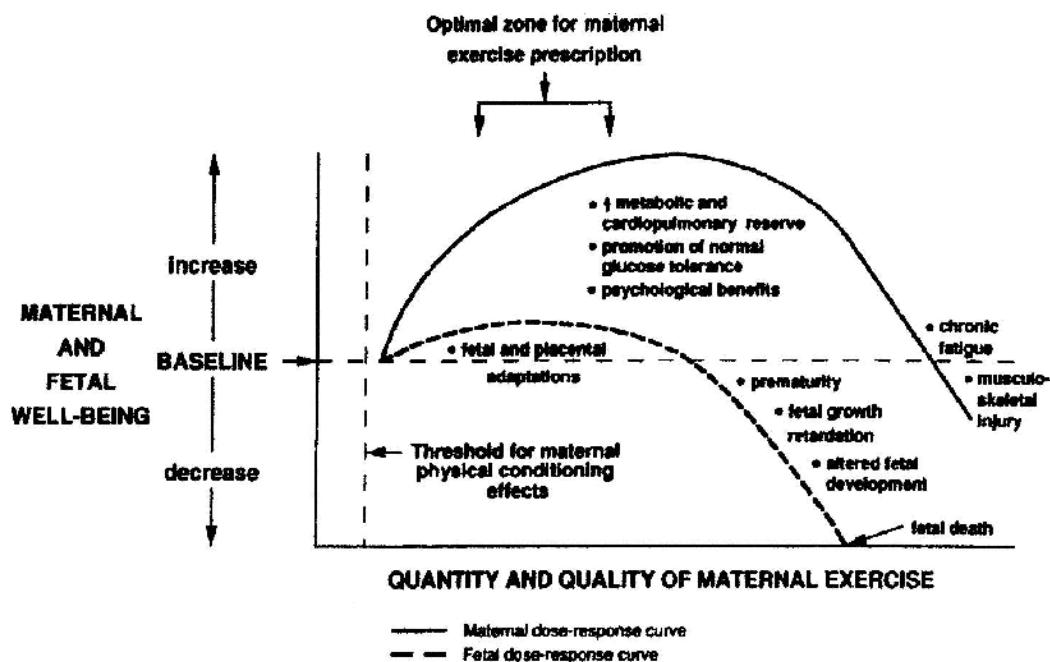 Optimal zone for maternal
exercise prescription
increase
MATERNAL
AND
FETAL
WELL-BEING
BASELINE
decrease
• ↑ metabolic and
cardiopulmonary reserve
• promotion of normal
glucose tolerance
• psychological benefits
• fetal and placental
adaptations
• chronic
fatigue
• musculo-
skeletal
injury
• prematurity
• fetal growth
retardation
• altered fetal
development
fetal death
Threshold for maternal
physical conditioning
effects
QUANTITY AND QUALITY OF MATERNAL EXERCISE
Maternal dose-response curve
Fetal dose-response curve